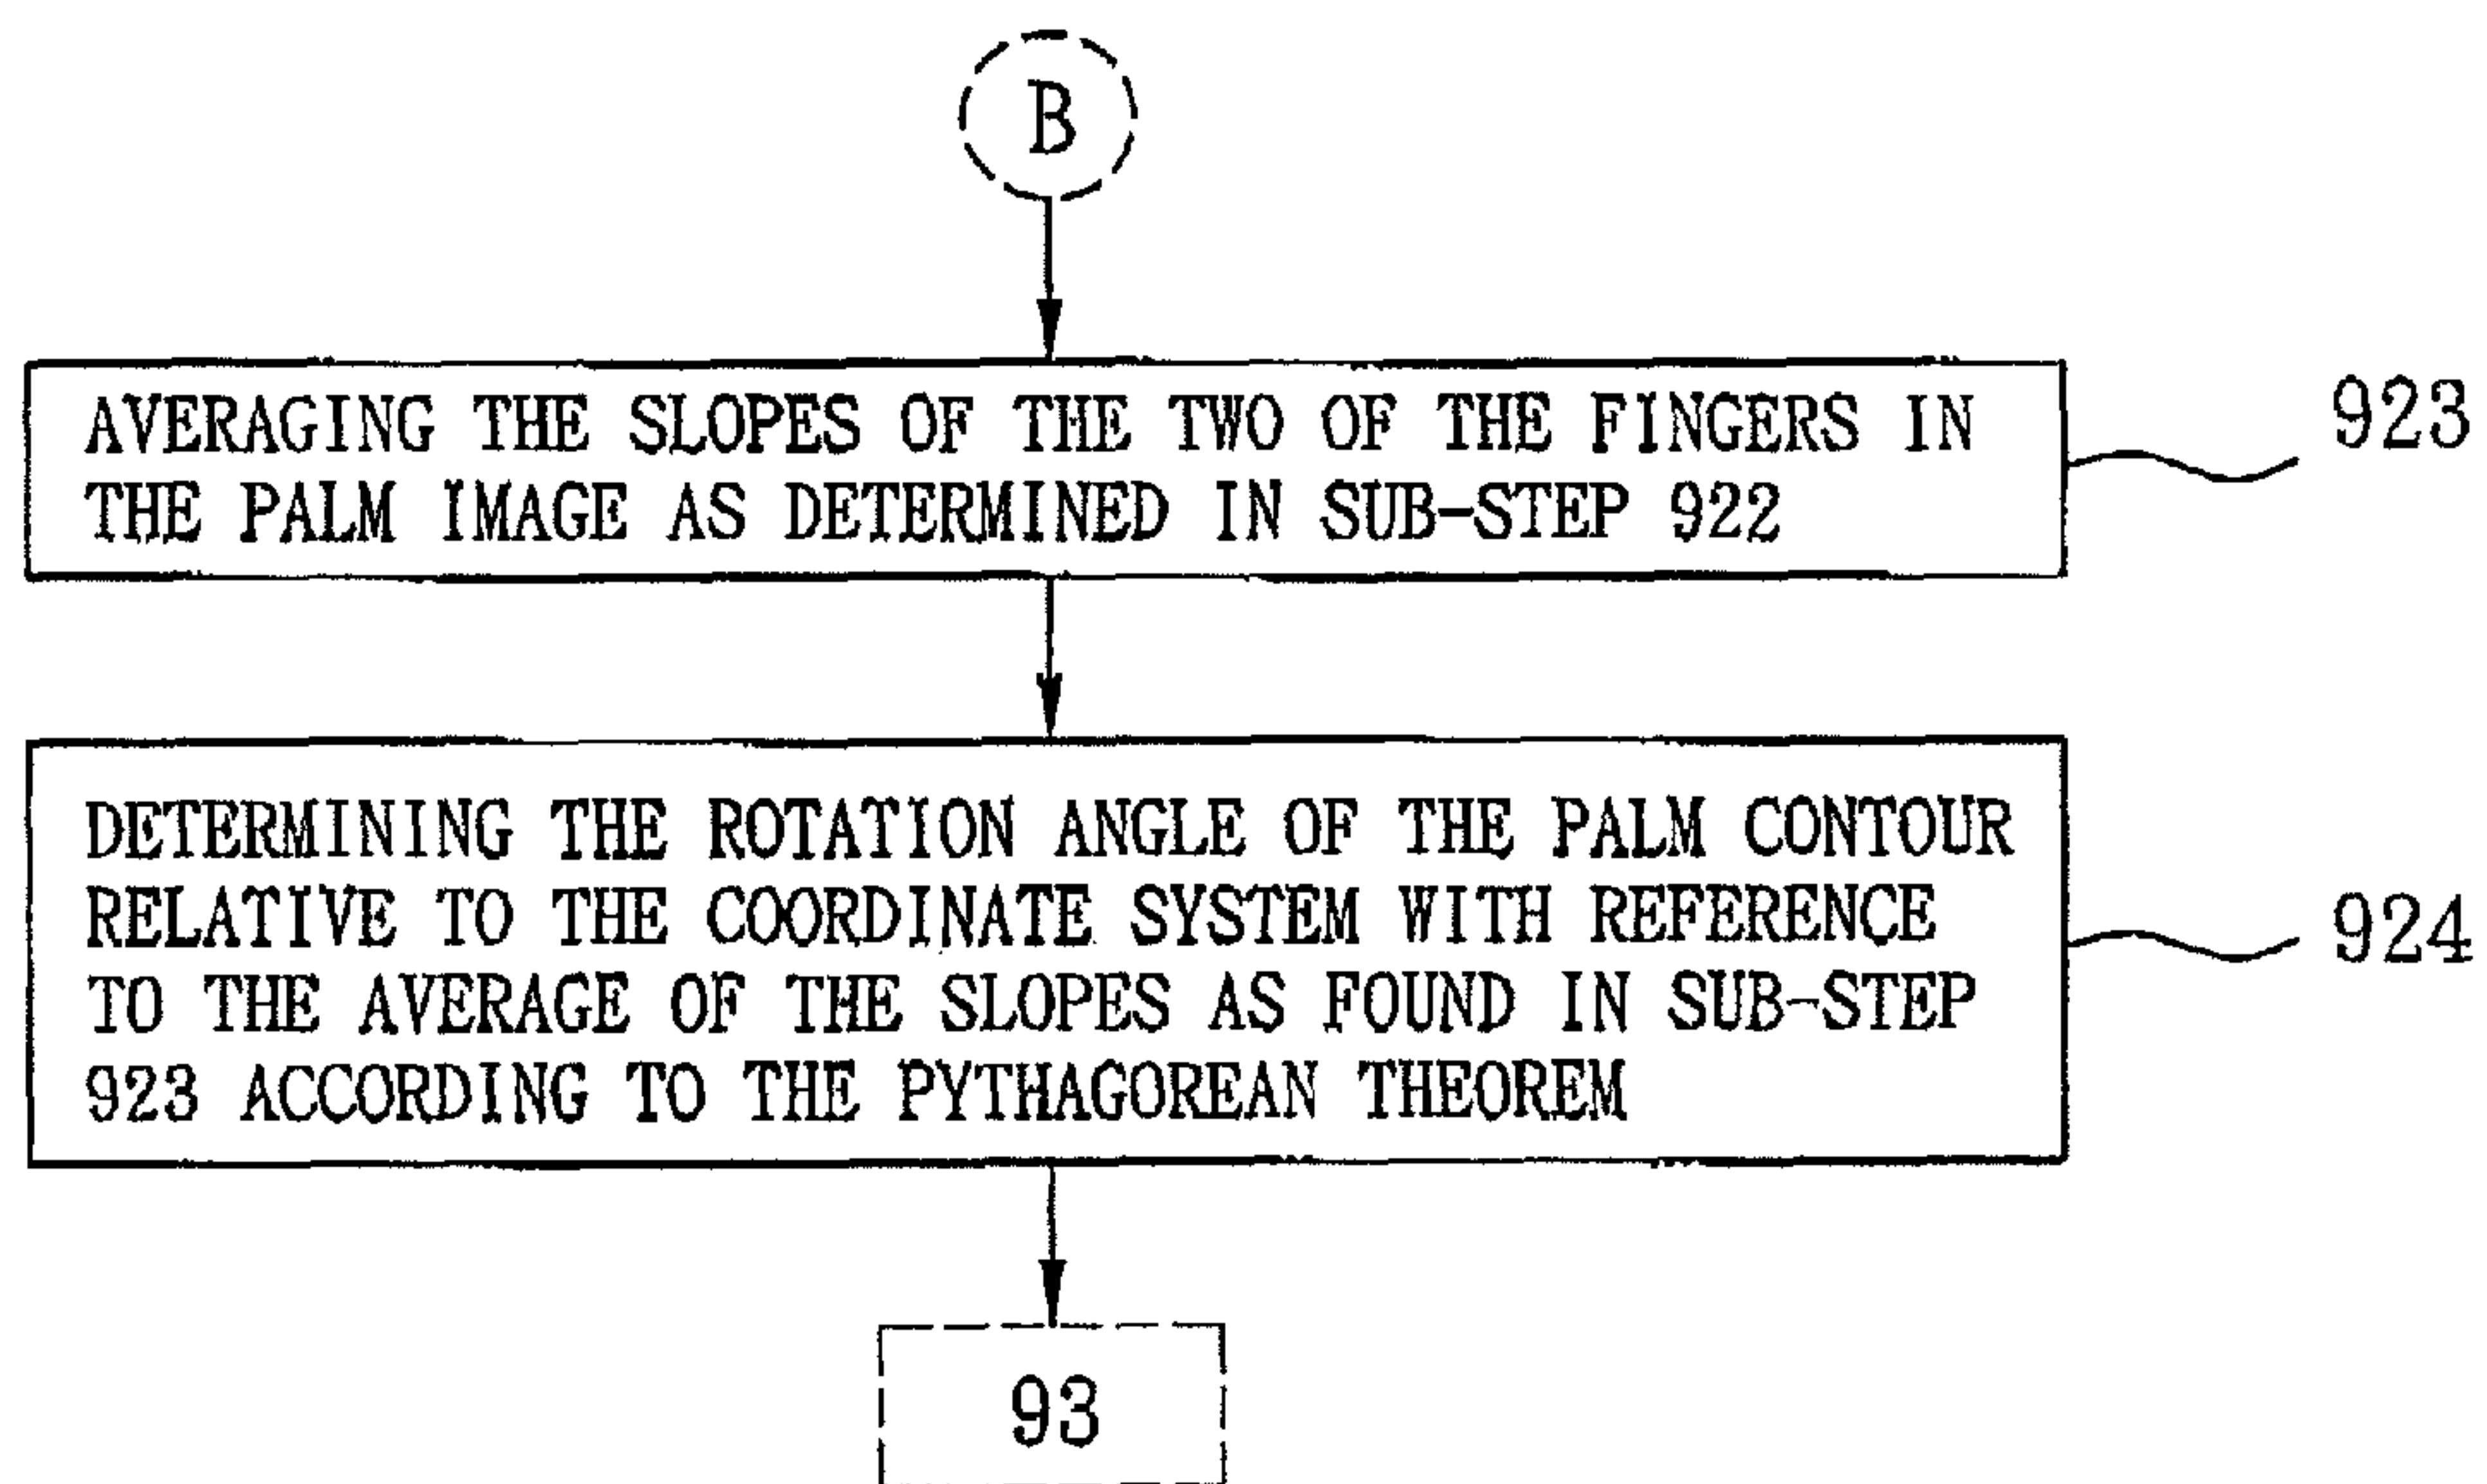 B
AVERAGING THE SLOPES OF THE TWO OF THE FINGERS IN
THE PALM IMAGE AS DETERMINED IN SUB-STEP 922
923
DETERMINING THE ROTATION ANGLE OF THE PALM CONTOUR
RELATIVE TO THE COORDINATE SYSTEM WITH REFERENCE
TO THE AVERAGE OF THE SLOPES AS FOUND IN SUB-STEP
923 ACCORDING TO THE PYTHAGOREAN THEOREM
924
93